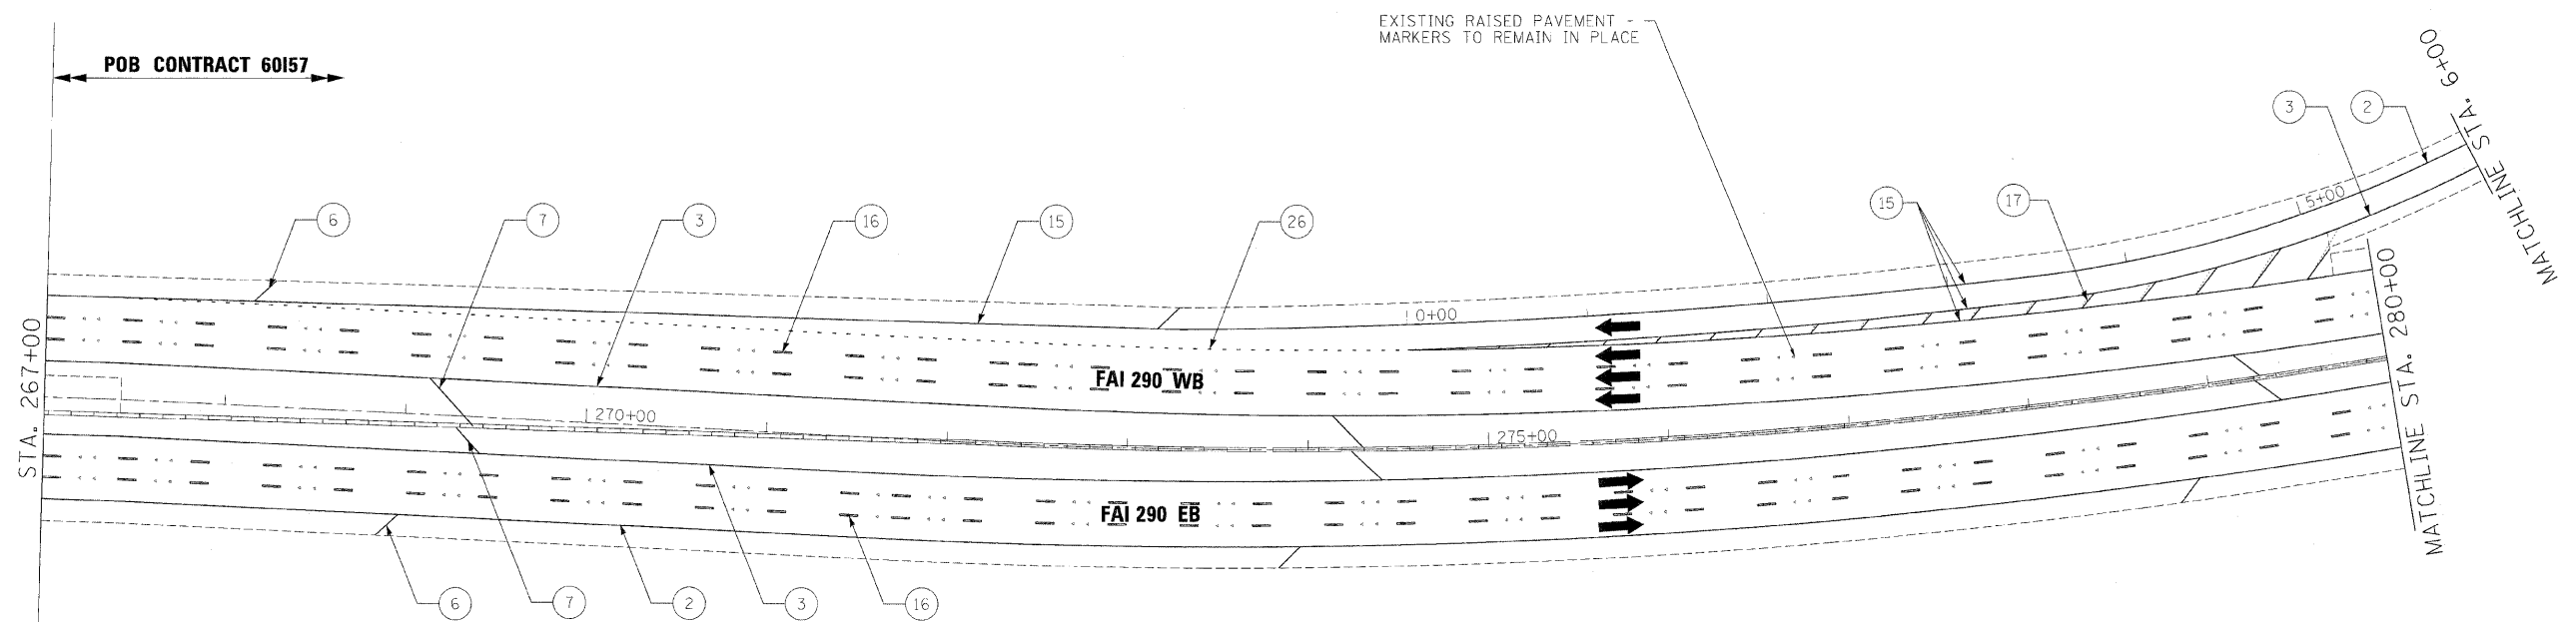 EXISTING RAISED PAVEMENT -
MARKERS TO REMAIN IN PLACE
POB CONTRACT 60I57
MATCHLINE STA. 6+00
3
2
6
7
3
16
15
26
15
17
5+00
0+00
STA. 267+00
FAI 290 WB
270+00
275+00
MATCHLINE STA. 280+00
FAI 290 EB
6
7
2
3
16